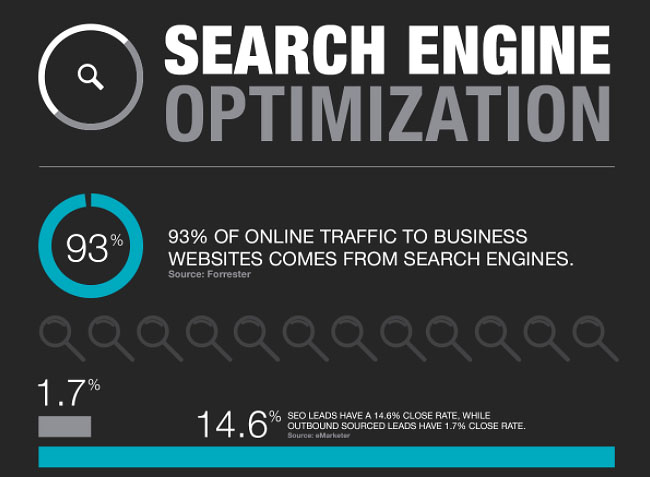 SEARCH ENGINE
OPTIMIZATION
93%
93% OF ONLINE TRAFFIC TO BUSINESS
WEBSITES COMES FROM SEARCH ENGINES.
Source: Forrester
1.7%
14.6%
SEO LEADS HAVE A 14.6% CLOSE RATE, WHILE
OUTBOUND SOURCED LEADS HAVE 1.7% CLOSE RATE.
Source: eMarketer